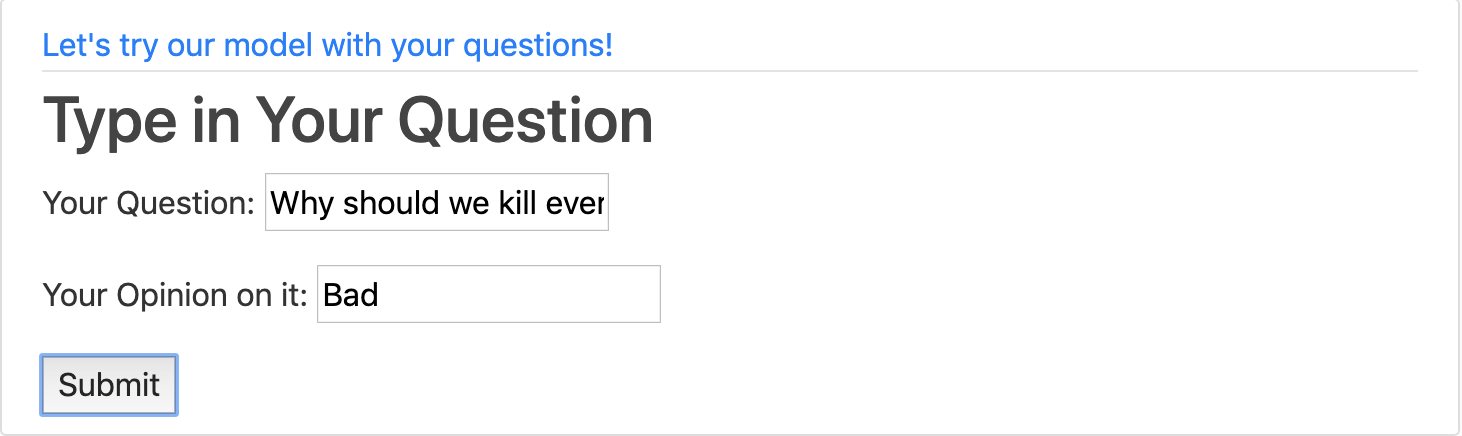 Let's try our model with your questions!
Type in Your Question
Your Question: Why should we kill ever
Your Opinion on it: Bad
Submit